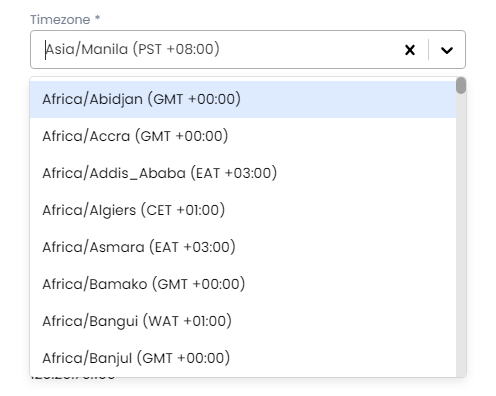 Timezone *
Asia/Manila (PST +08:00)
Africa/Abidjan (GMT +00:00)
Africa/Accra (GMT +00:00)
Africa/Addis_Ababa (EAT +03:00)
Africa/Algiers (CET +01:00)
Africa/Asmara (EAT +03:00)
Africa/Bamako (GMT +00:00)
Africa/Bangui (WAT +01:00)
Africa/Banjul (GMT +00:00)